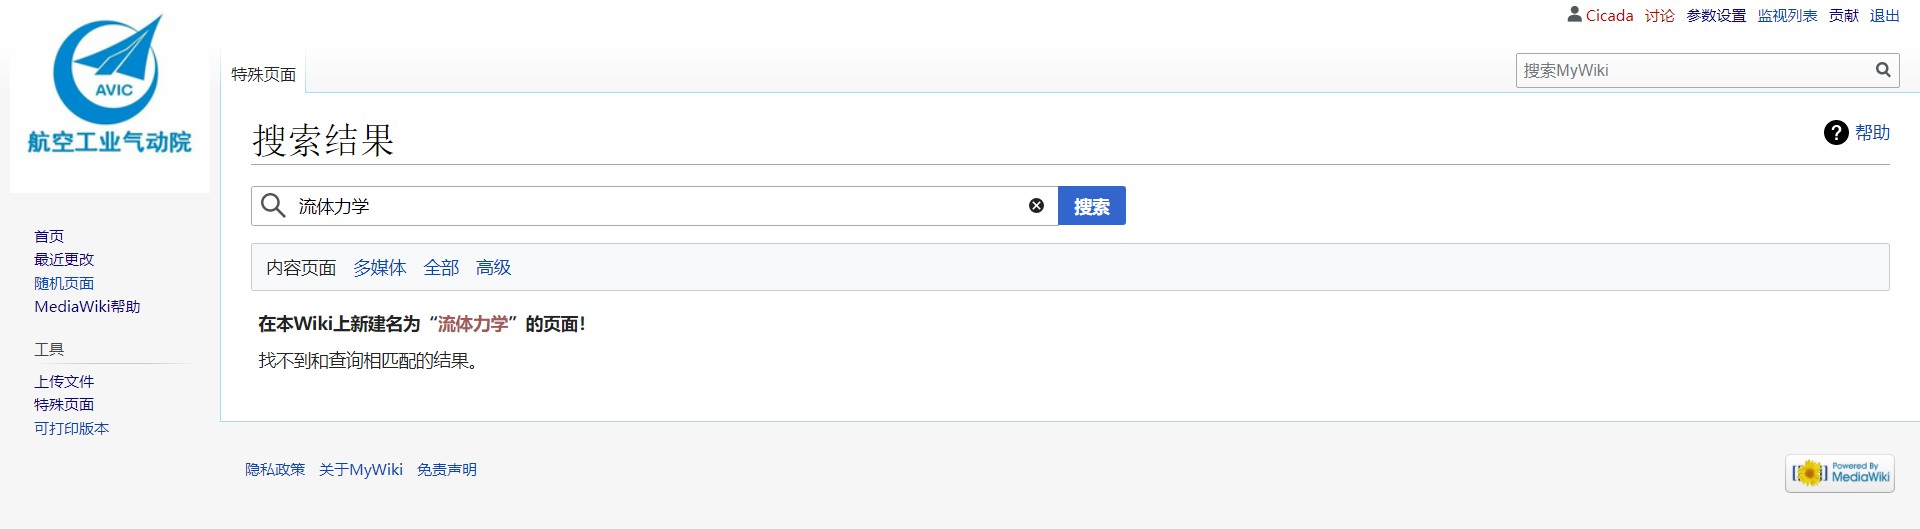 Cicada 讨论 参数设置 监视列表 贡献 退出
AVIC
航空工业气动院
特殊页面
搜索MyWiki
搜索结果
帮助
流体力学
搜索
内容页面 多媒体 全部 高级
在本Wiki上新建名为“流体力学”的页面！
找不到和查询相匹配的结果。
首页
最近更改
随机页面
MediaWiki帮助
工具
上传文件
特殊页面
可打印版本
隐私政策 关于MyWiki 免责声明
Powered By
MediaWiki